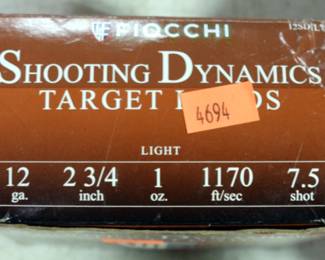 FIOCCHI
SHOOTING DYNAMICS
TARGET
4694
LIGHT
12 2 3/4 1 1170 7.5
ga. inch oz. ft/sec shot